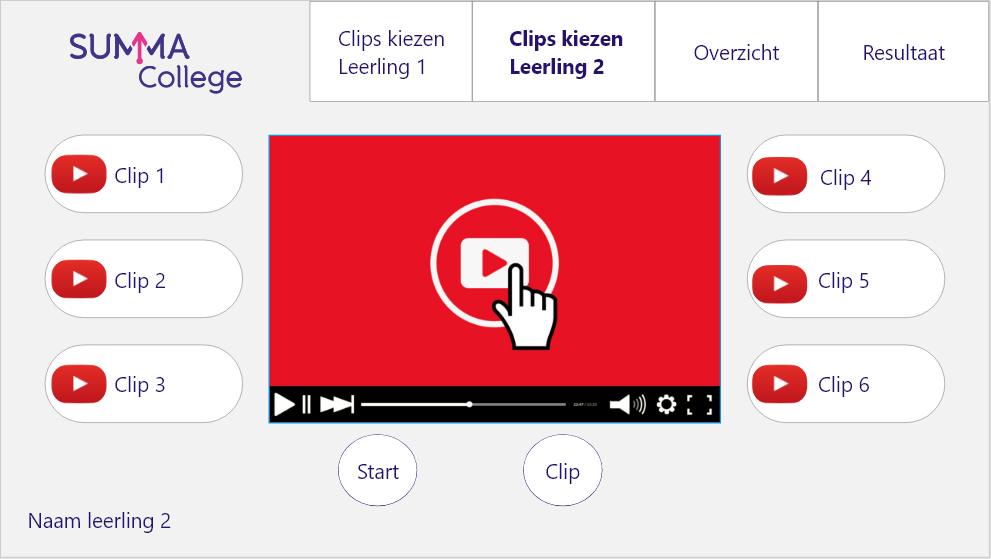 SUMMA
College
Clips kiezen
Leerling 1
Clips kiezen
Leerling 2
Overzicht
Resultaat
Clip 1
Clip 2
Clip 3
Clip 4
Clip 5
Clip 6
Start
Clip
Naam leerling 2